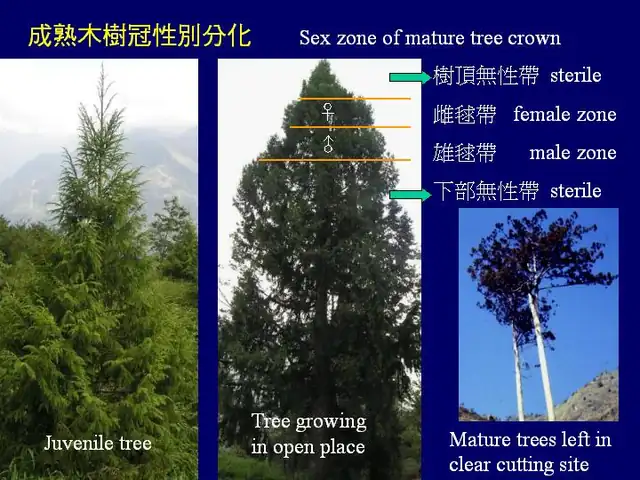 成熟木樹冠性別分化
Sex zone of mature tree crown
樹頂無性帶 sterile
雌毬帶 female zone
雄毬帶 male zone
下部無性帶 sterile
♀
♂
Juvenile tree
Tree growing
in open place
Mature trees left in
clear cutting site